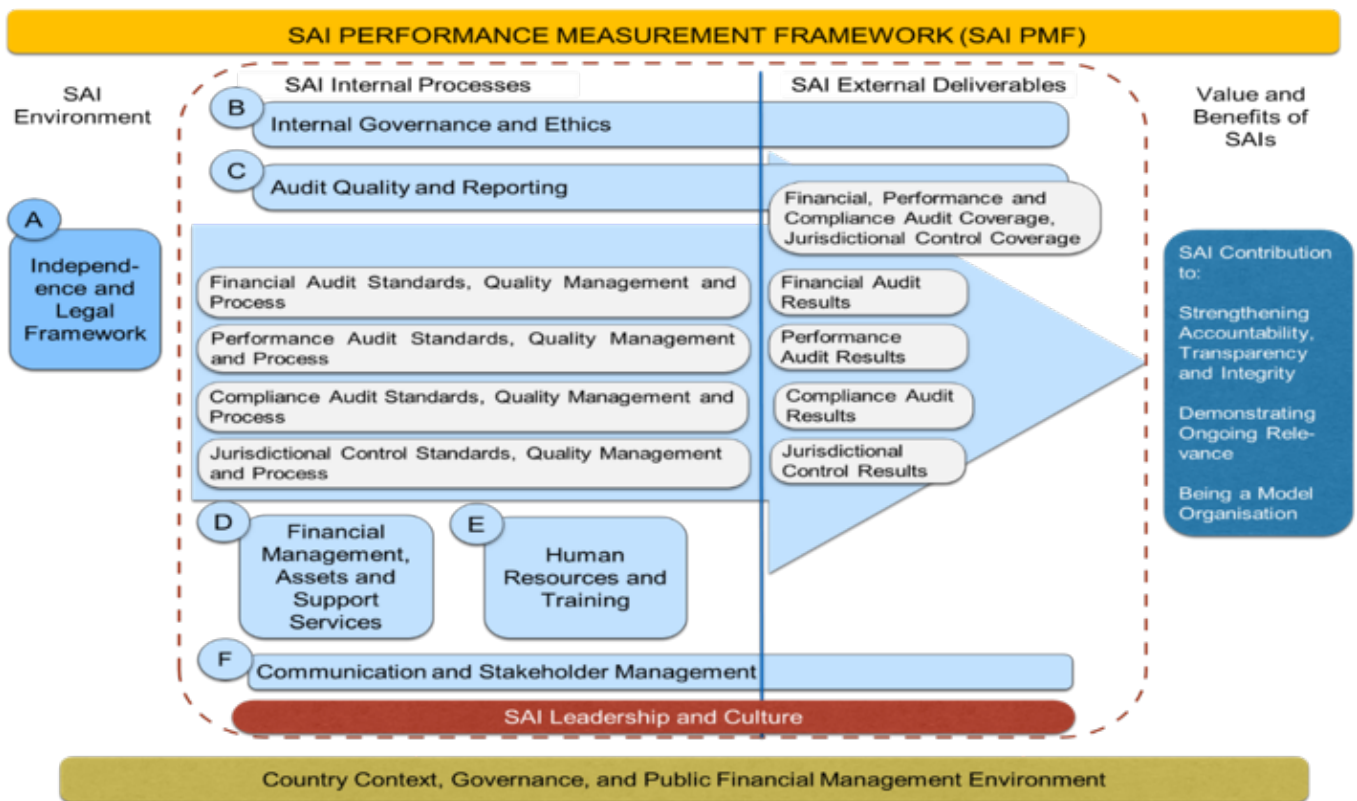 SAI PERFORMANCE MEASUREMENT FRAMEWORK (SAI PMF)
SAI
Environment
SAI Internal Processes
SAI External Deliverables
Value and
Benefits of
SAIs
B
Internal Governance and Ethics
C
Audit Quality and Reporting
A
Independ-
ence and
Legal
Framework
Financial, Performance and
Compliance Audit Coverage,
Jurisdictional Control Coverage
Financial Audit Standards, Quality Management and
Process
Financial Audit
Results
Performance Audit Standards, Quality Management
and Process
Performance
Audit Results
Compliance Audit Standards, Quality Management and
Process
Compliance Audit
Results
Jurisdictional Control Standards, Quality Management
and Process
Jurisdictional
Control Results
SAI Contribution
to:
Strengthening
Accountability,
Transparency
and Integrity
Demonstrating
Ongoing Rele-
vance
Being a Model
Organisation
D
Financial
Management,
Assets and
Support
Services
E
Human
Resources and
Training
F
Communication and Stakeholder Management
SAI Leadership and Culture
Country Context, Governance, and Public Financial Management Environment